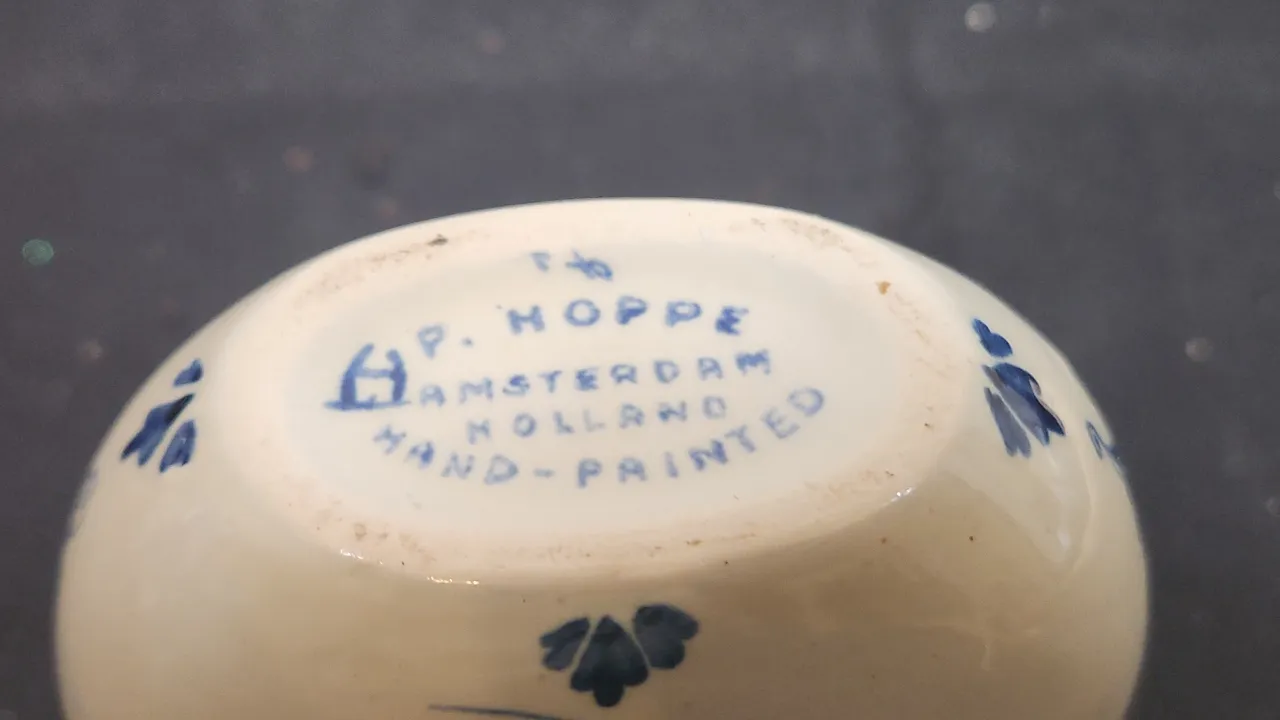 P. HOPPE
AMSTERDAM
HOLLAND
HAND-PAINTED